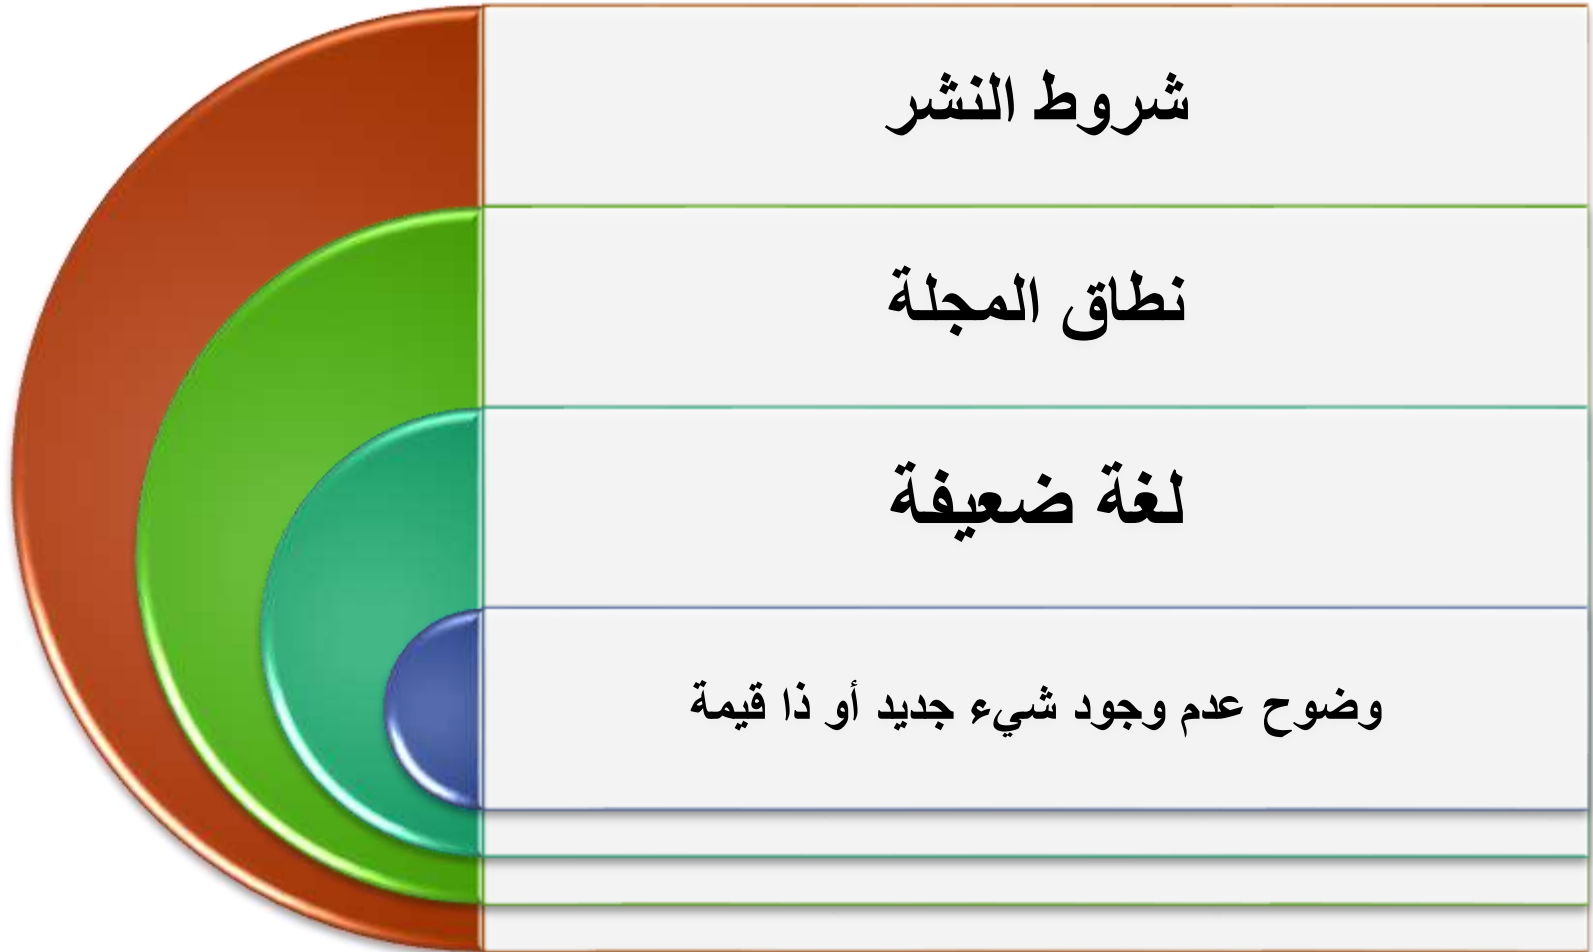 شروط النشر
نطاق المجلة
لغة ضعيفة
وضوح عدم وجود شيء جديد أو ذا قيمة